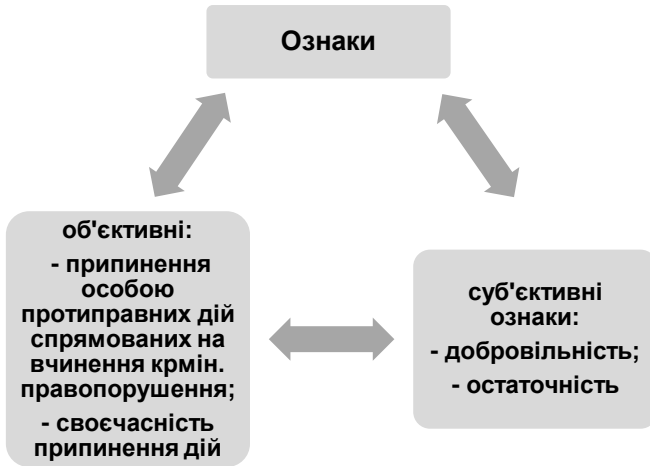 Ознаки
об'єктивні:
- припинення
особою
протиправних дій
спрямованих на
вчинення крмін.
правопорушення;
- своєчасність
припинення дій
суб'єктивні
ознаки:
- добровільність;
- остаточність